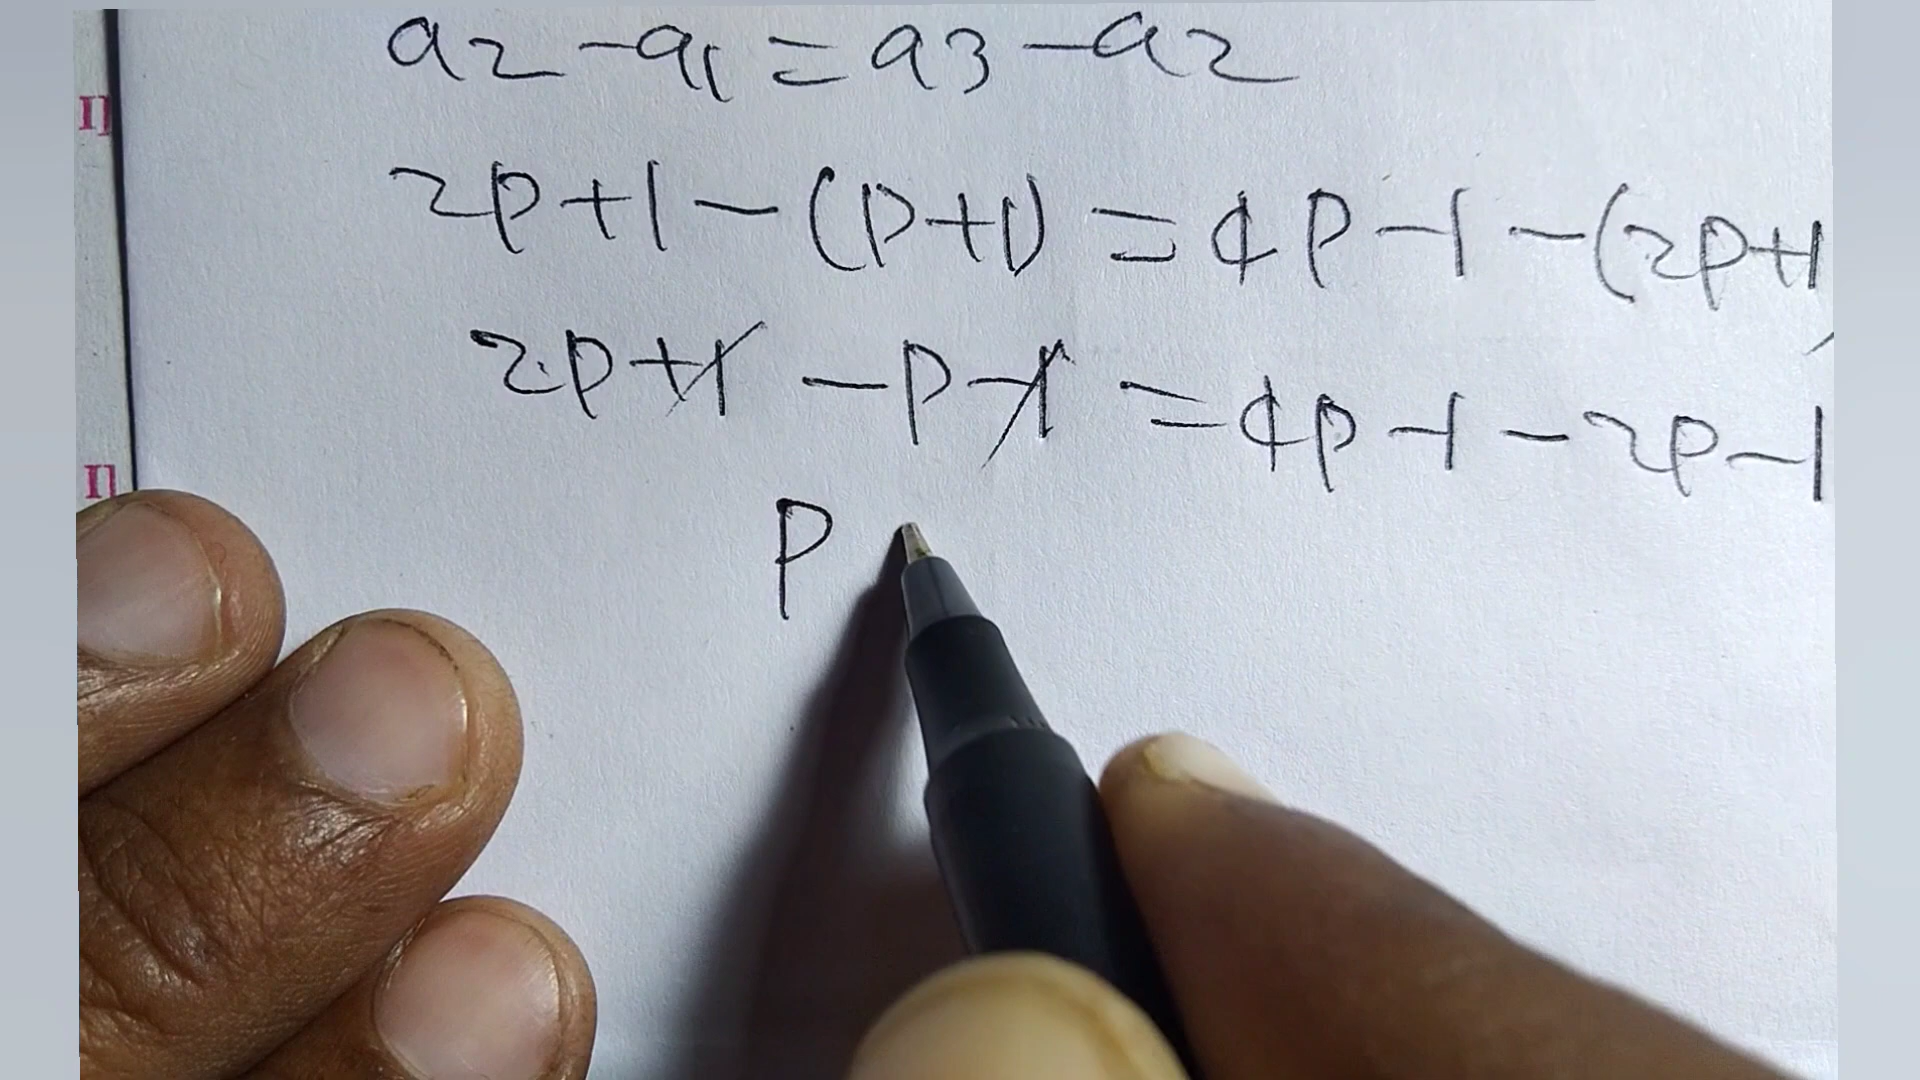 a2 - a1 = a3 - a2
I]
2p+1 - (p+1) = 4p - 1 - (2p+1
2p+1 - p - 1 = 4p - 1 - 2p - 1
I]
p